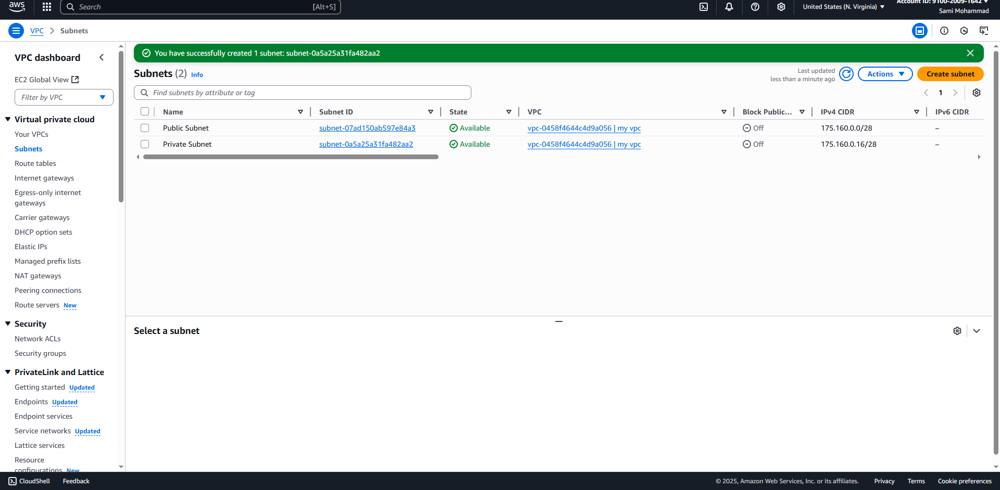 aws
Search [Alt+S]
United States (N. Virginia)
Account ID: 9100-2009-1642
Sami Mohammad
VPC > Subnets
VPC dashboard
EC2 Global View
Filter by VPC
Virtual private cloud
Your VPCs
Subnets
Route tables
Internet gateways
Egress-only internet
gateways
Carrier gateways
DHCP option sets
Elastic IPs
Managed prefix lists
NAT gateways
Peering connections
Route servers New
Security
Network ACLs
Security groups
PrivateLink and Lattice
Getting started Updated
Endpoints Updated
Endpoint services
Service networks Updated
Lattice services
Resource
configurations New
You have successfully created 1 subnet: subnet-0a5a25a31fa482aa2
Subnets (2) Info
Last updated
less than a minute ago
Actions
Create subnet
Find subnets by attribute or tag
1
Name Subnet ID State VPC Block Public... IPv4 CIDR IPv6 CIDR
Public Subnet subnet-07ad150ab597e84a3 Available vpc-0458f4644c4d9a056 | my vpc Off 175.160.0.0/28 –
Private Subnet subnet-0a5a25a31fa482aa2 Available vpc-0458f4644c4d9a056 | my vpc Off 175.160.0.16/28 –
Select a subnet
CloudShell Feedback © 2025, Amazon Web Services, Inc. or its affiliates. Privacy Terms Cookie preferences